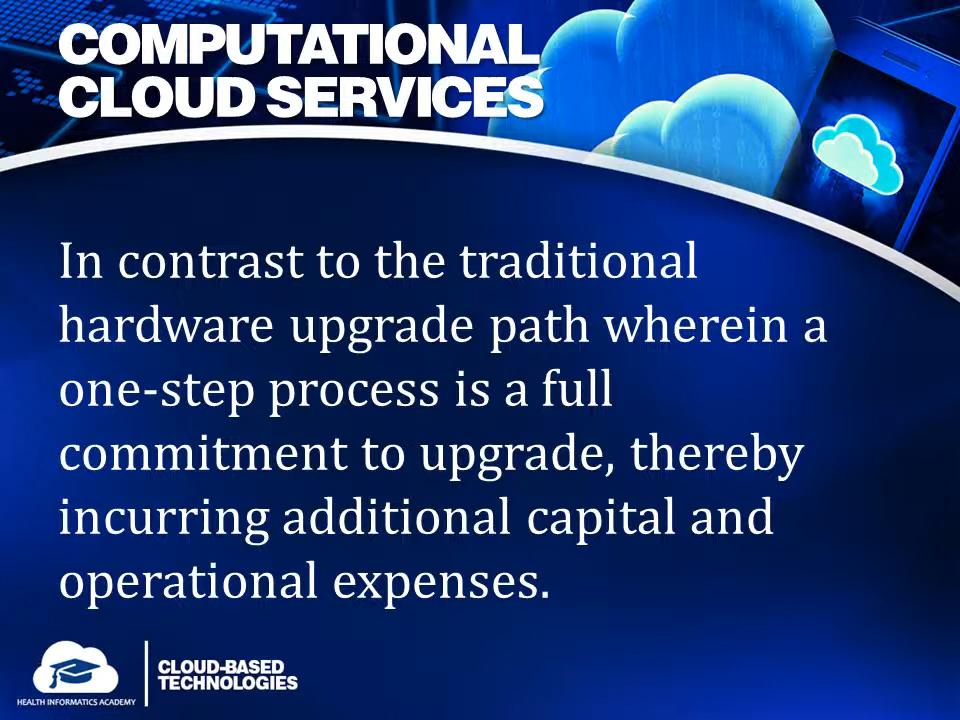 COMPUTATIONAL
CLOUD SERVICES
In contrast to the traditional
hardware upgrade path wherein a
one-step process is a full
commitment to upgrade, thereby
incurring additional capital and
operational expenses.
HEALTH INFORMATICS ACADEMY
CLOUD-BASED
TECHNOLOGIES